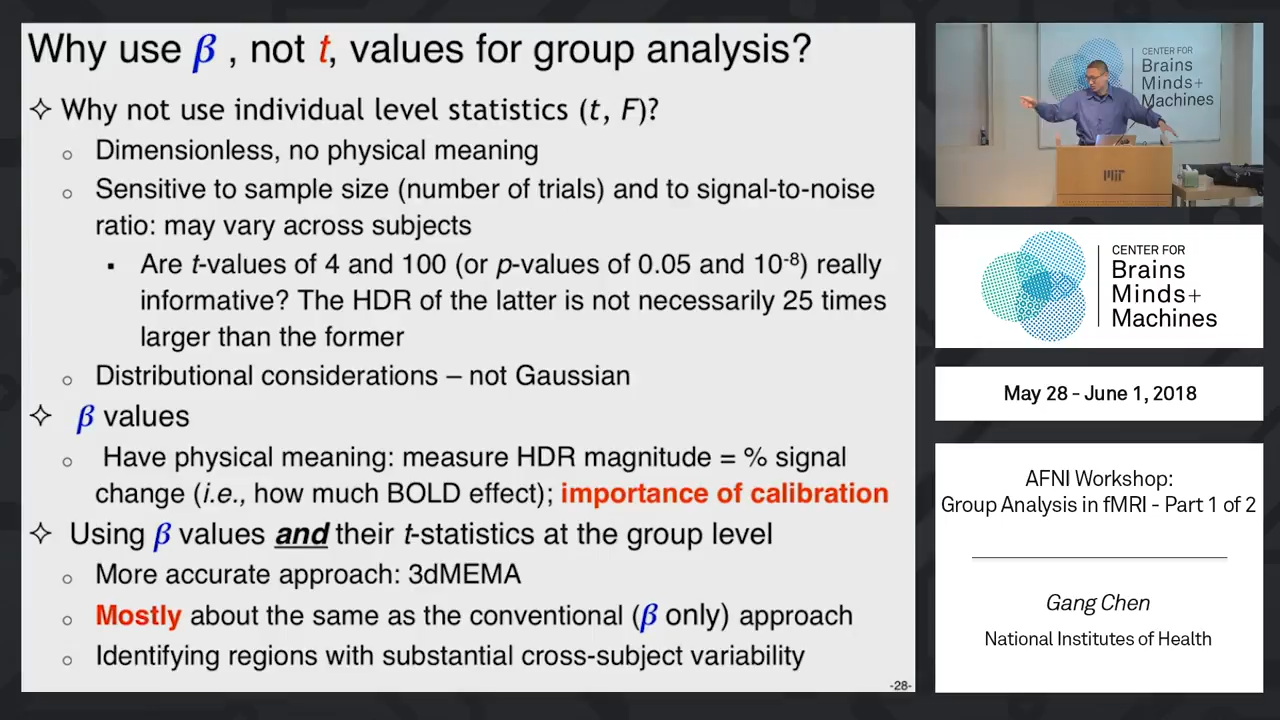 Why use β , not t, values for group analysis?
✧ Why not use individual level statistics (t, F)?
○ Dimensionless, no physical meaning
○ Sensitive to sample size (number of trials) and to signal-to-noise
ratio: may vary across subjects
▪ Are t-values of 4 and 100 (or p-values of 0.05 and 10⁻⁸) really
informative? The HDR of the latter is not necessarily 25 times
larger than the former
○ Distributional considerations – not Gaussian
✧ β values
○ Have physical meaning: measure HDR magnitude = % signal
change (i.e., how much BOLD effect); importance of calibration
✧ Using β values and their t-statistics at the group level
○ More accurate approach: 3dMEMA
○ Mostly about the same as the conventional (β only) approach
○ Identifying regions with substantial cross-subject variability
-28-
CENTER FOR
Brains
Minds+
Machines
MIT
CENTER FOR
Brains
Minds+
Machines
May 28 - June 1, 2018
AFNI Workshop:
Group Analysis in fMRI - Part 1 of 2
Gang Chen
National Institutes of Health